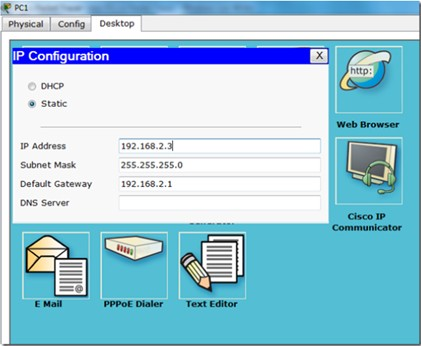 PC1
Physical Config Desktop
IP Configuration X
DHCP
Static
IP Address 192.168.2.3
Subnet Mask 255.255.255.0
Default Gateway 192.168.2.1
DNS Server
http:
Web Browser
Cisco IP
Communicator
E Mail
PPPoE Dialer
Text Editor